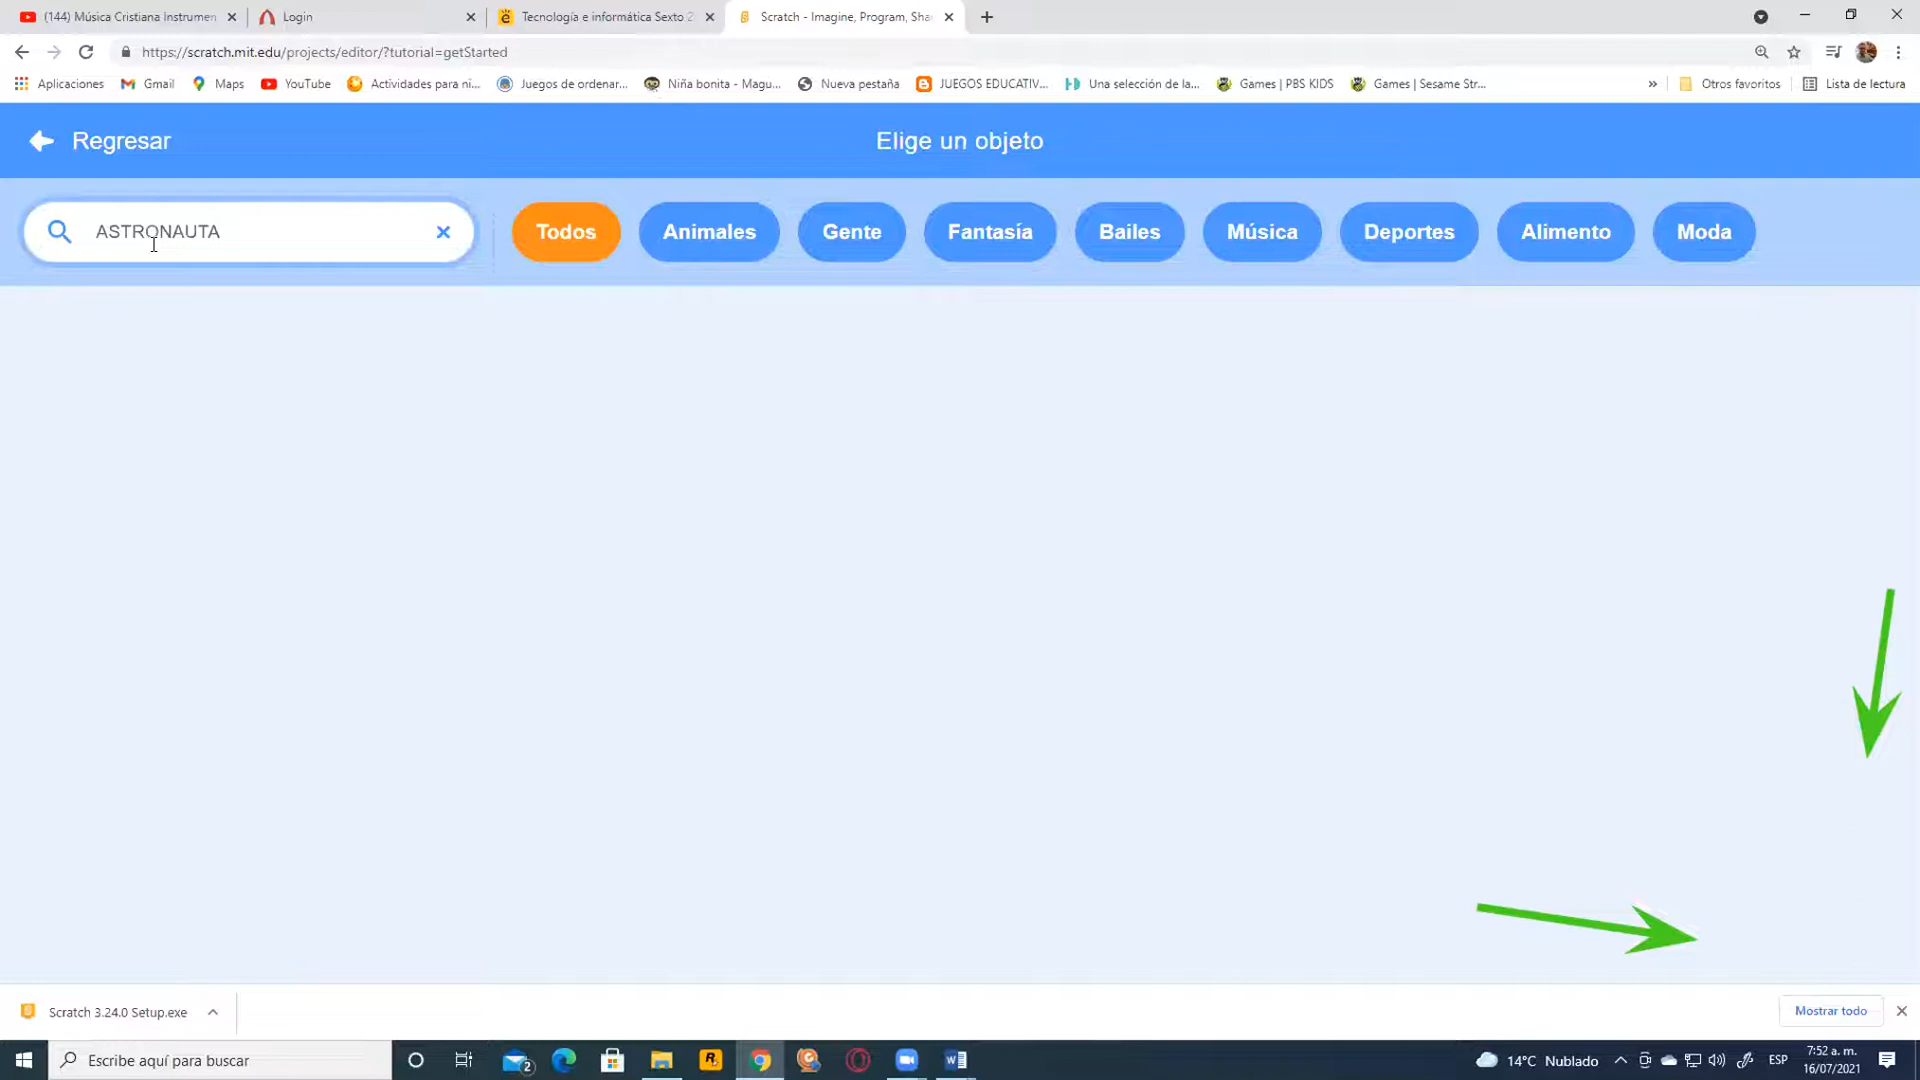 (144) Música Cristiana Instrumen
Login
Tecnología e informática Sexto 2
Scratch - Imagine, Program, Sha
https://scratch.mit.edu/projects/editor/?tutorial=getStarted
Aplicaciones
Gmail
Maps
YouTube
Actividades para ni...
Juegos de ordenar...
Niña bonita - Magu...
Nueva pestaña
JUEGOS EDUCATIV...
Una selección de la...
Games | PBS KIDS
Games | Sesame Str...
»
Otros favoritos
Lista de lectura
Regresar
Elige un objeto
ASTRONAUTA
Todos
Animales
Gente
Fantasía
Bailes
Música
Deportes
Alimento
Moda
Scratch 3.24.0 Setup.exe
Mostrar todo
Escribe aquí para buscar
2
14°C Nublado
ESP
7:52 a. m.
16/07/2021